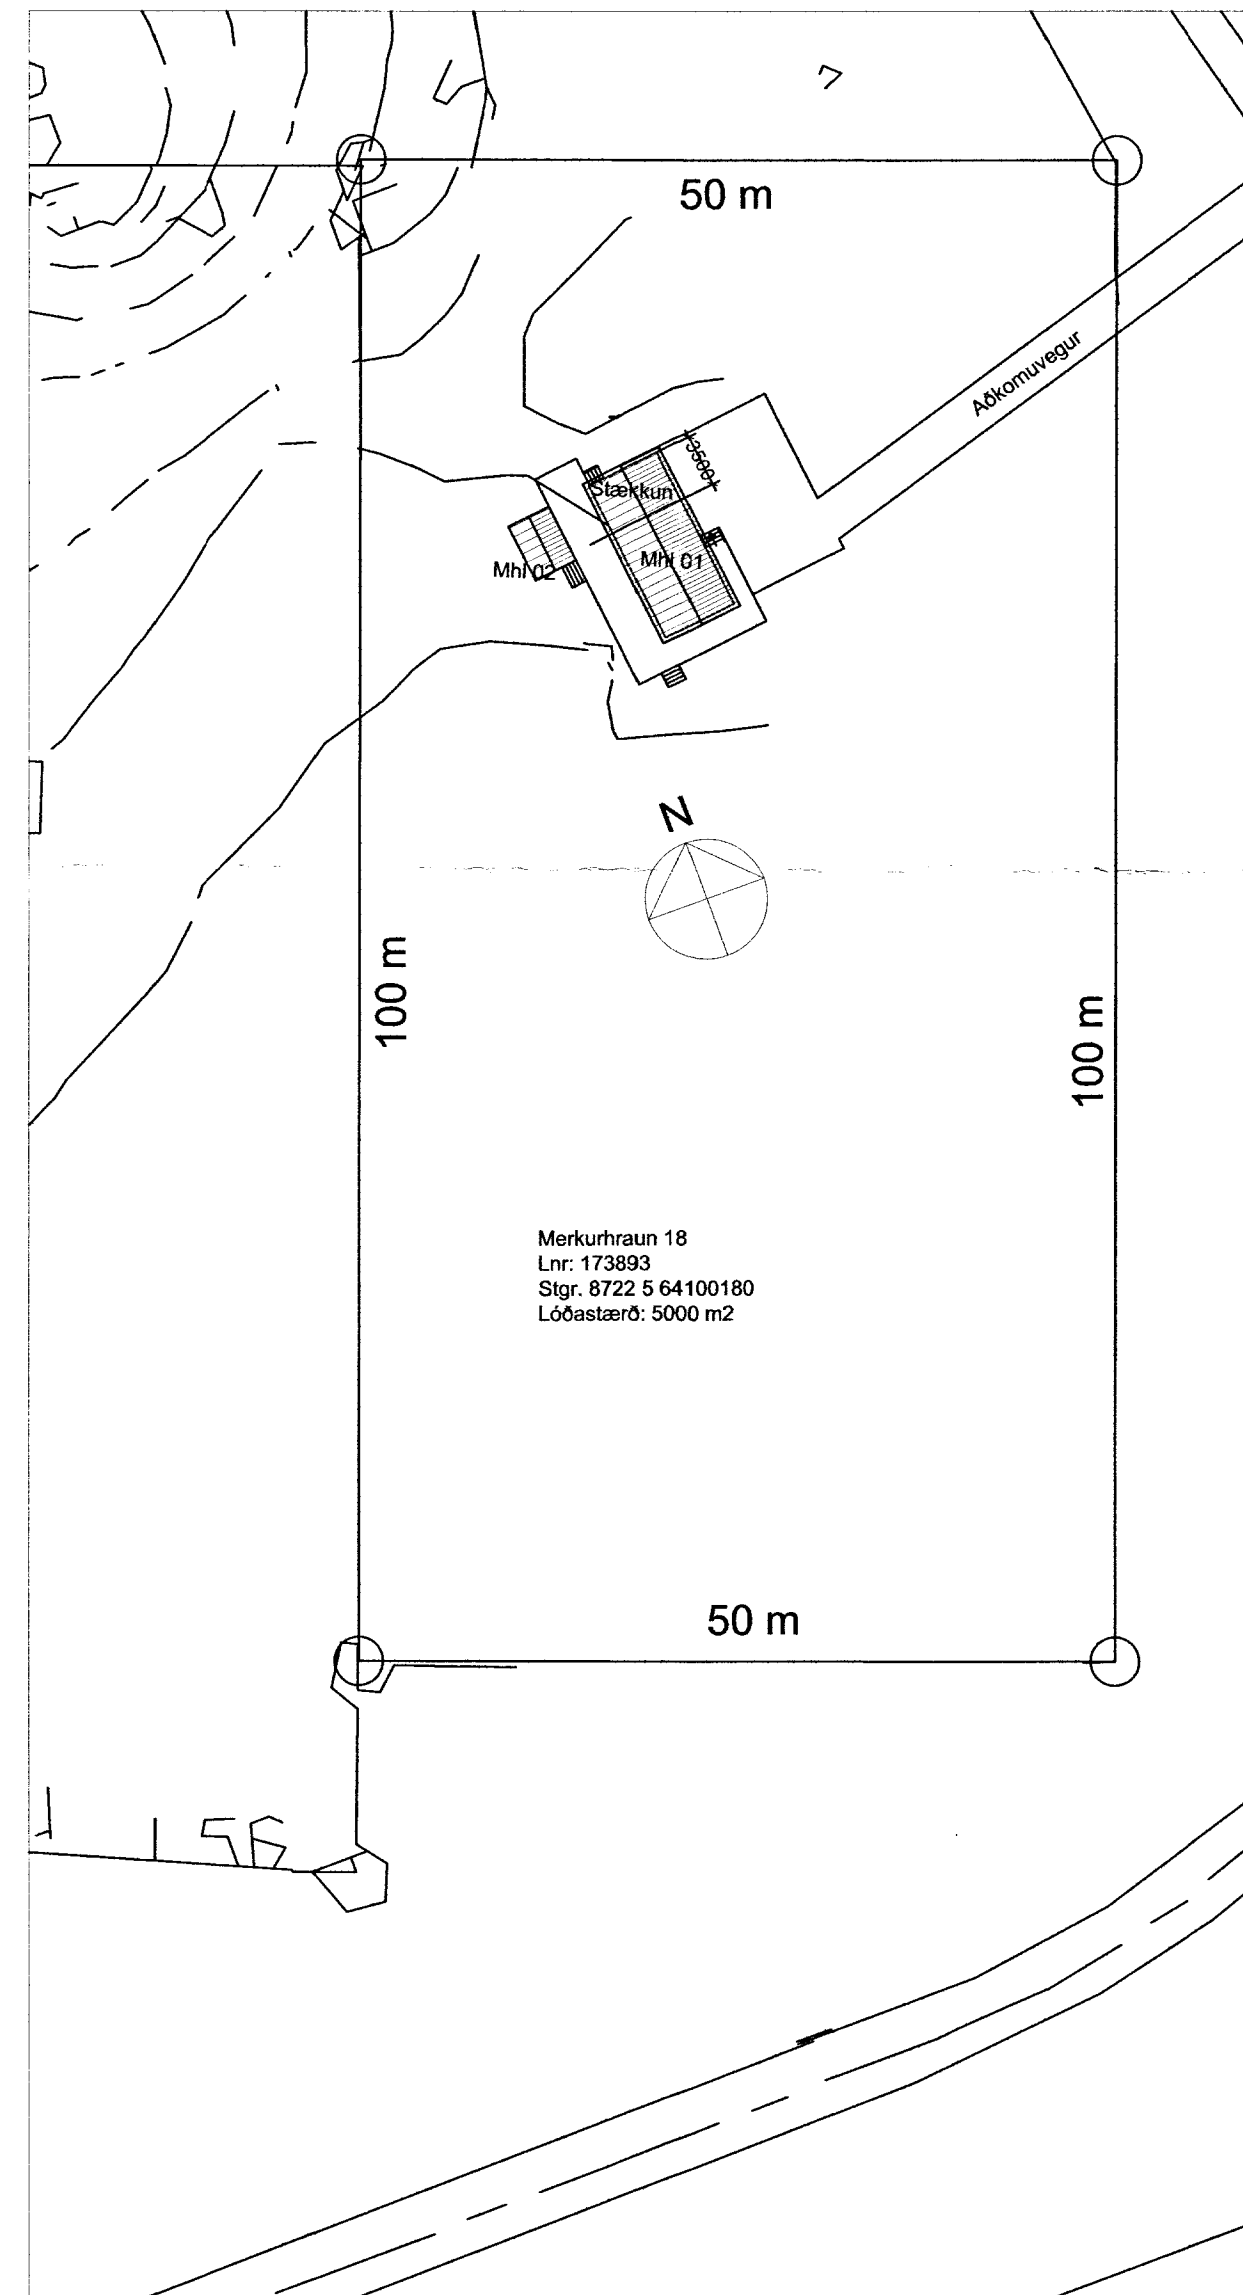 50 m
Aðkomuvegur
3500
Stækkun
Mhl 01
Mhl 02
N
100 m
100 m
Merkurhraun 18
Lnr: 173893
Stgr. 8722 5 64100180
Lóðastærð: 5000 m2
50 m